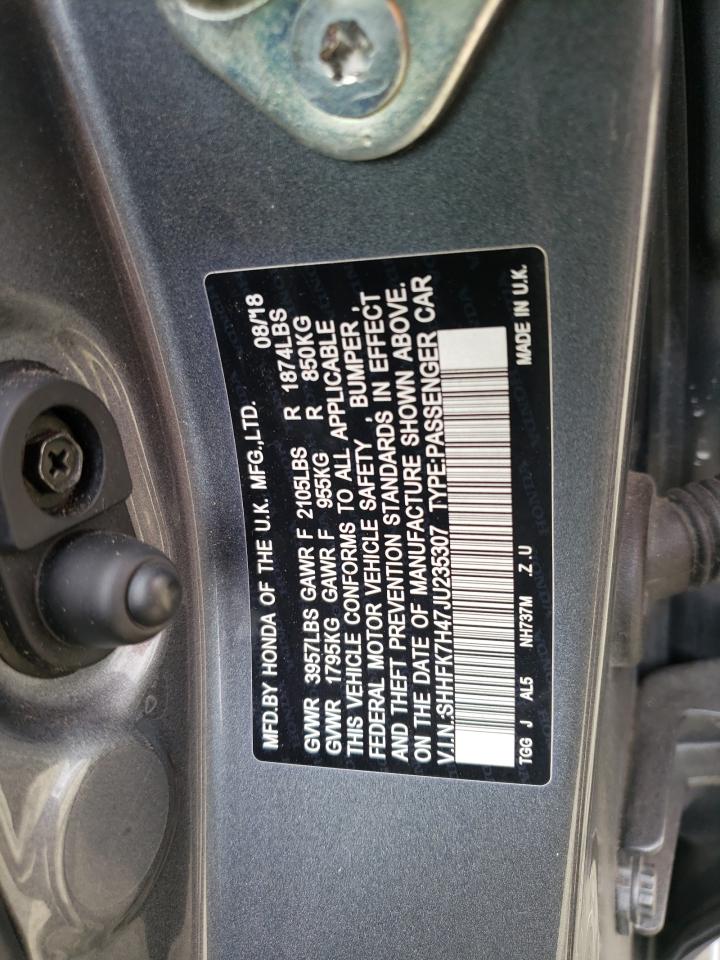 MFD.BY HONDA OF THE U.K. MFG.,LTD. 08/18
GVWR 3957LBS GAWR F 2105LBS R 1874LBS
GVWR 1795KG GAWR F 955KG R 850KG
THIS VEHICLE CONFORMS TO ALL APPLICABLE
FEDERAL MOTOR VEHICLE SAFETY , BUMPER ,
AND THEFT PREVENTION STANDARDS IN EFFECT
ON THE DATE OF MANUFACTURE SHOWN ABOVE.
V.I.N.:SHHFK7H47JU235307 TYPE:PASSENGER CAR
TGG J AL5 NH737M .Z .U MADE IN U.K.